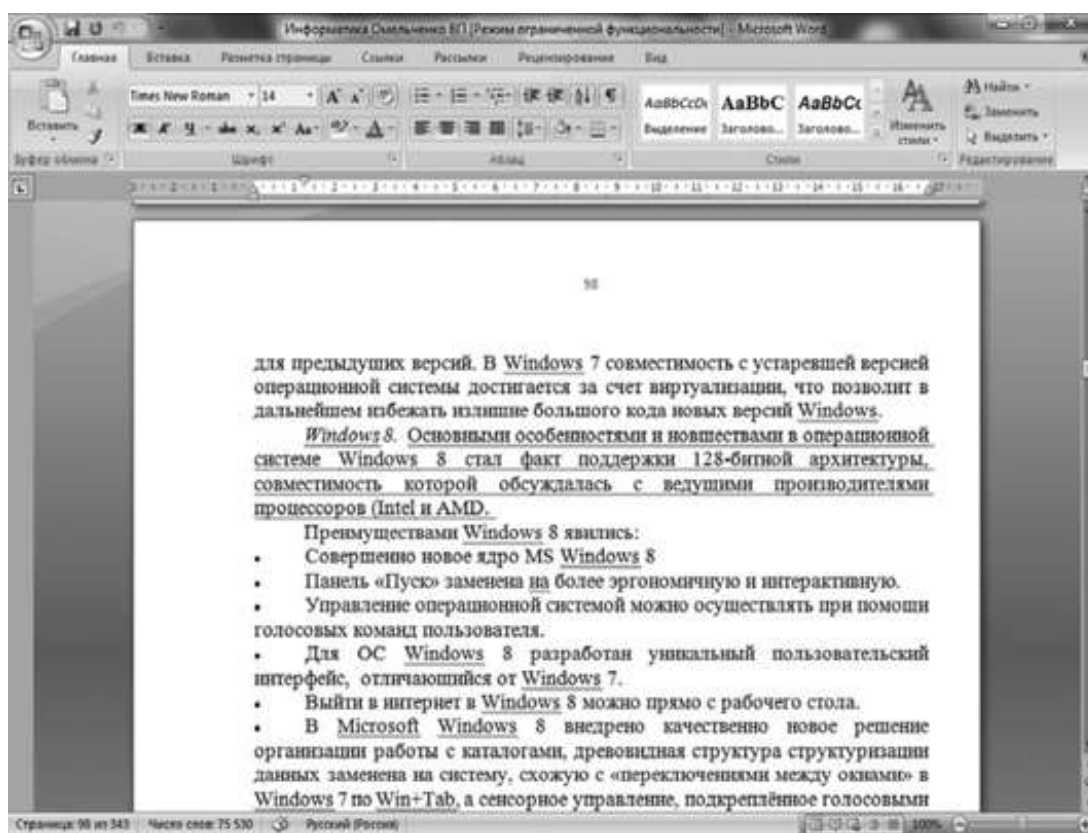 Информатика Омельченко ВП [Режим ограниченной функциональности] - Microsoft Word
Главная Вставка Разметка страницы Ссылки Рассылки Рецензирование Вид
Times New Roman 14
Вставить
AaBbCcDı AaBbC AaBbCc
Выделение Заголово... Заголово...
Изменить стили
Найти
Заменить
Выделить
Буфер обмена Шрифт Абзац Стили Редактирование
98
для предыдущих версий. В Windows 7 совместимость с устаревшей версией
операционной системы достигается за счет виртуализации, что позволит в
дальнейшем избежать излишне большого кода новых версий Windows.
Windows 8. Основными особенностями и новшествами в операционной
системе Windows 8 стал факт поддержки 128-битной архитектуры,
совместимость которой обсуждалась с ведущими производителями
процессоров (Intel и AMD.
Преимуществами Windows 8 явились:
• Совершенно новое ядро MS Windows 8
• Панель «Пуск» заменена на более эргономичную и интерактивную.
• Управление операционной системой можно осуществлять при помощи
голосовых команд пользователя.
• Для ОС Windows 8 разработан уникальный пользовательский
интерфейс, отличающийся от Windows 7.
• Выйти в интернет в Windows 8 можно прямо с рабочего стола.
• В Microsoft Windows 8 внедрено качественно новое решение
организации работы с каталогами, древовидная структура структуризации
данных заменена на систему, схожую с «переключениями между окнами» в
Windows 7 по Win+Tab, а сенсорное управление, подкреплённое голосовыми
Страница: 98 из 343 Число слов: 75 530 Русский (Россия) 100%